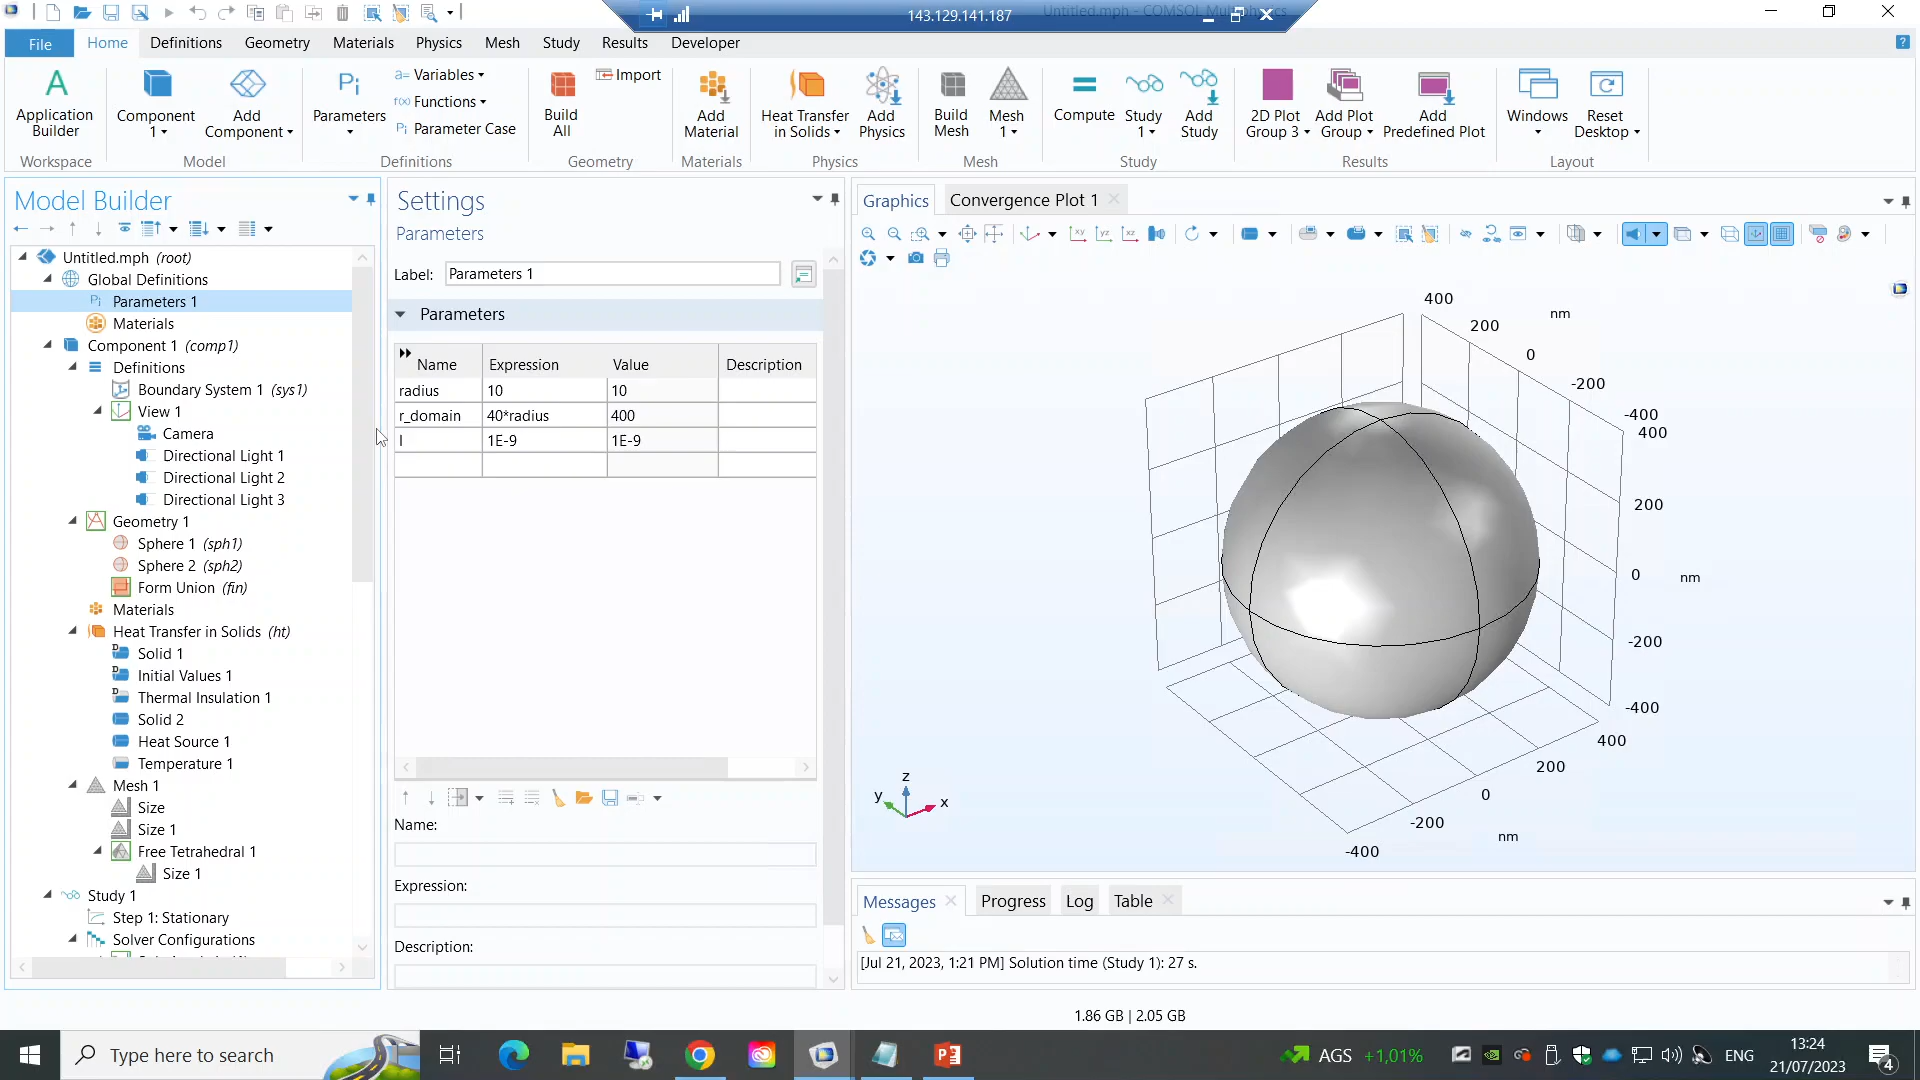 143.129.141.187
Untitled.mph - COMSOL Multiphysics
File
Home
Definitions
Geometry
Materials
Physics
Mesh
Study
Results
Developer
Application Builder
Workspace
Component 1
Add Component
Model
Parameters
a= Variables
f(x) Functions
Pi Parameter Case
Definitions
Build All
Import
Geometry
Add Material
Materials
Heat Transfer in Solids
Add Physics
Physics
Build Mesh
Mesh 1
Mesh
Compute
Study 1
Add Study
Study
2D Plot Group 3
Add Plot Group
Add Predefined Plot
Results
Windows
Reset Desktop
Layout
Model Builder
Untitled.mph (root)
Global Definitions
Pi Parameters 1
Materials
Component 1 (comp1)
Definitions
Boundary System 1 (sys1)
View 1
Camera
Directional Light 1
Directional Light 2
Directional Light 3
Geometry 1
Sphere 1 (sph1)
Sphere 2 (sph2)
Form Union (fin)
Materials
Heat Transfer in Solids (ht)
Solid 1
Initial Values 1
Thermal Insulation 1
Solid 2
Heat Source 1
Temperature 1
Mesh 1
Size
Size 1
Free Tetrahedral 1
Size 1
Study 1
Step 1: Stationary
Solver Configurations
Settings
Parameters
Label: Parameters 1
Parameters
Name Expression Value Description
radius 10 10
r_domain 40*radius 400
l 1E-9 1E-9
Name:
Expression:
Description:
Graphics
Convergence Plot 1
400
200
0
-200
-400
nm
400
200
0
-200
-400
nm
400
200
0
-200
-400
nm
z
y
x
Messages
Progress
Log
Table
[Jul 21, 2023, 1:21 PM] Solution time (Study 1): 27 s.
1.86 GB | 2.05 GB
Type here to search
AGS +1,01%
ENG
13:24
21/07/2023
4